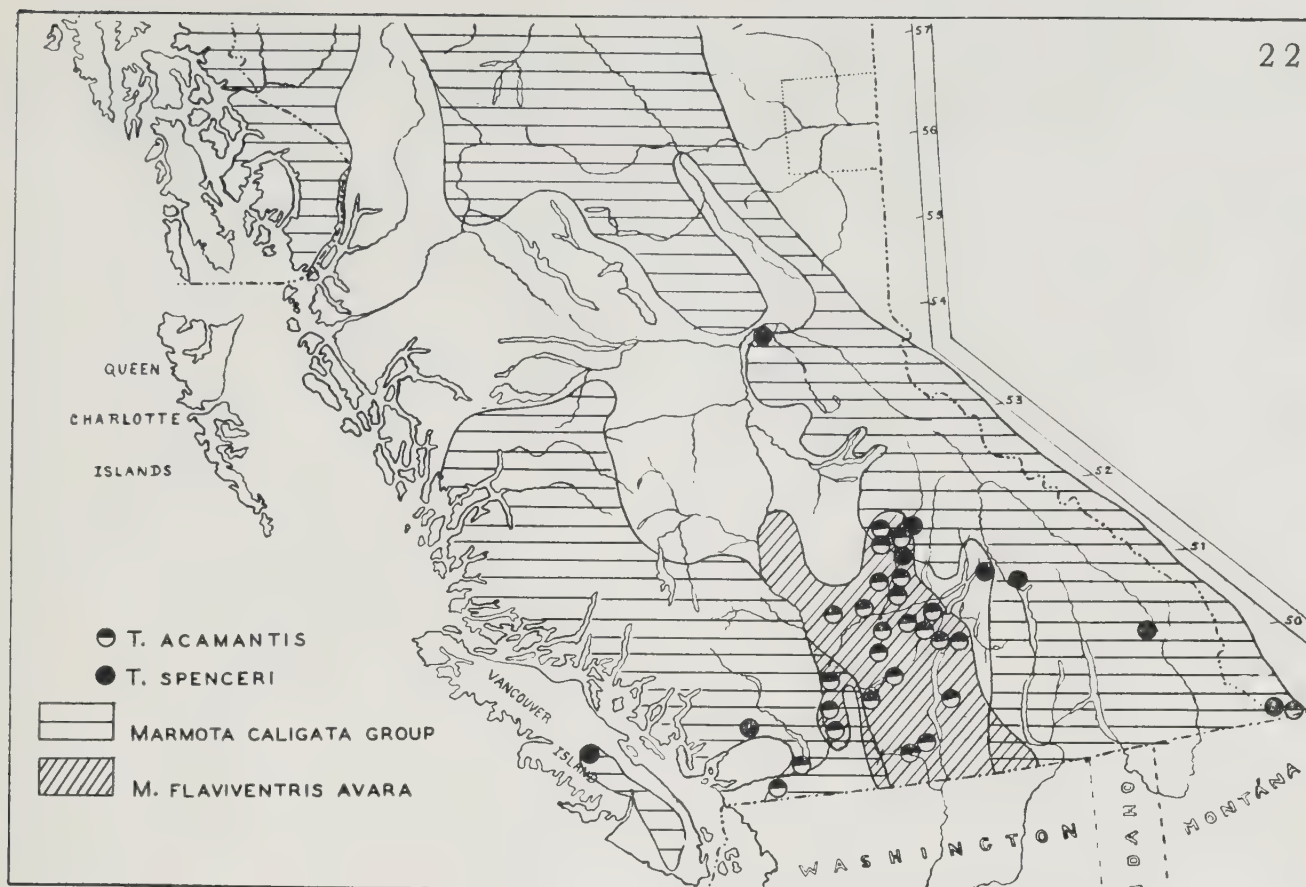 22
57
56
55
54
53
52
51
50
QUEEN
CHARLOTTE
ISLANDS
T. ACAMANTIS
T. SPENCERI
MARMOTA CALIGATA GROUP
M. FLAVIVENTRIS AVARA
VANCOUVER
ISLAND
WASHINGTON
IDAHO
MONTANA